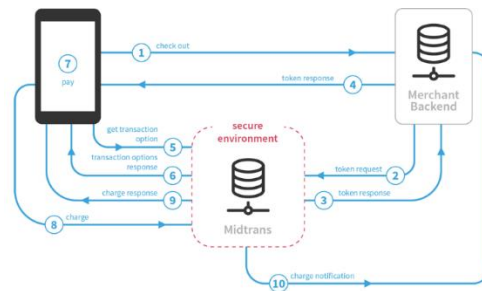 1
check out
7
pay
token response
4
Merchant
Backend
get transaction
option
5
secure
environment
transaction options
response
6
token request
2
charge response
9
3
token response
Midtrans
8
charge
10
charge notification